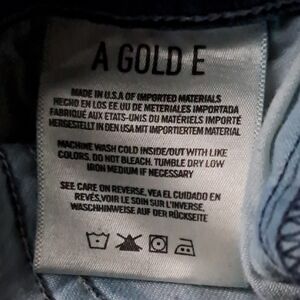 A GOLD E
MADE IN U.S.A OF IMPORTED MATERIALS
HECHO EN LOS EE.UU DE METERIALES IMPORTADA
FABRIQUÉ AUX ETATS-UNIS DU MATÉRIELS IMPORTÉ
HERGESTELLT IN DEN USA MIT IMPORTIERTEM MATERIAL
MACHINE WASH COLD INSIDE/OUT WITH LIKE
COLORS. DO NOT BLEACH. TUMBLE DRY LOW
IRON MEDIUM IF NECESSARY
SEE CARE ON REVERSE. VEA EL CUIDADO EN
REVÉS. VOIR LE SOIN SUR L'INVERSE.
WASCHHINWEISE AUF DER RÜCKSEITE